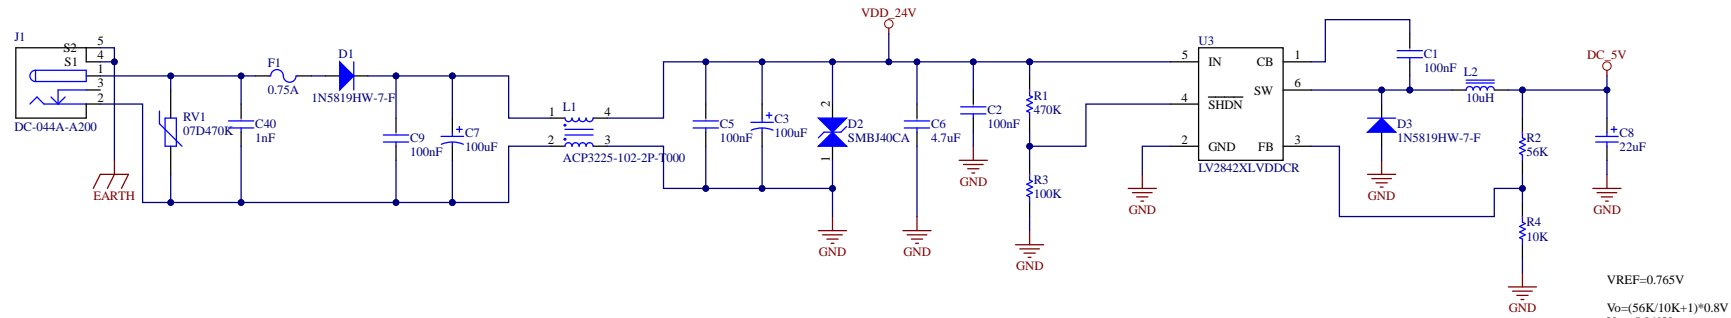 VDD_24V
J1
S2
5
4
S1
1
3
2
DC-044A-A200
EARTH
RV1
07D470K
C40
1nF
F1
0.75A
D1
1N5819HW-7-F
C9
100nF
C7
100uF
L1
1
4
2
3
ACP3225-102-2P-T000
C5
100nF
C3
100uF
2
D2
SMBJ40CA
1
GND
C6
4.7uF
GND
C2
100nF
GND
R1
470K
R3
100K
GND
GND
U3
5
IN
CB
1
4
SHDN
SW
6
2
GND
FB
3
LV2842XLVDDCR
C1
100nF
D3
1N5819HW-7-F
GND
L2
10uH
DC_5V
R2
56K
C8
22uF
GND
R4
10K
GND
VREF=0.765V
Vo=(56K/10K+1)*0.8V